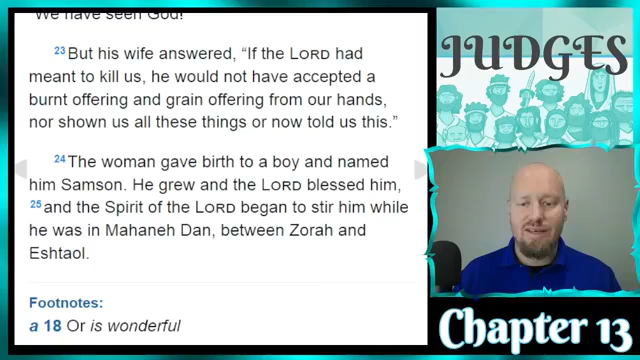 We have seen God!"
23 But his wife answered, “If the LORD had
meant to kill us, he would not have accepted a
burnt offering and grain offering from our hands,
nor shown us all these things or now told us this.”
24 The woman gave birth to a boy and named
him Samson. He grew and the LORD blessed him,
25 and the Spirit of the LORD began to stir him while
he was in Mahaneh Dan, between Zorah and
Eshtaol.
Footnotes:
a 18 Or is wonderful
JUDGES
Chapter 13